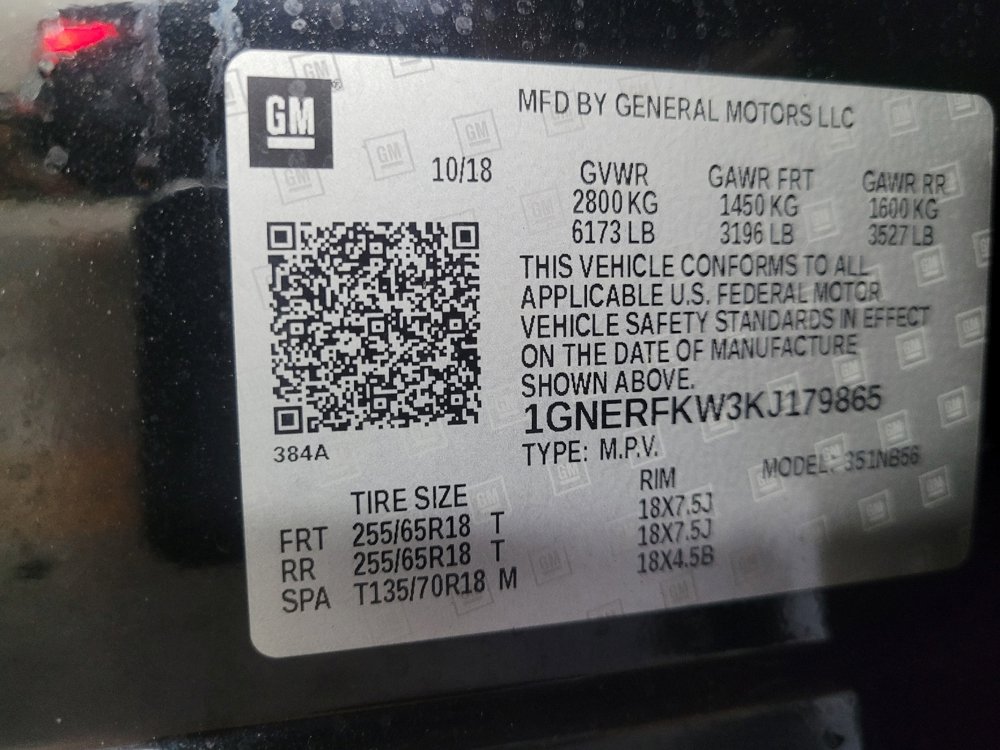 GM
MFD BY GENERAL MOTORS LLC
10/18
GVWR GAWR FRT GAWR RR
2800 KG 1450 KG 1600 KG
6173 LB 3196 LB 3527 LB
THIS VEHICLE CONFORMS TO ALL
APPLICABLE U.S. FEDERAL MOTOR
VEHICLE SAFETY STANDARDS IN EFFECT
ON THE DATE OF MANUFACTURE
SHOWN ABOVE.
1GNERFKW3KJ179865
384A
TYPE: M.P.V. MODEL: 351NB56
TIRE SIZE RIM
FRT 255/65R18 T 18X7.5J
RR 255/65R18 T 18X7.5J
SPA T135/70R18 M 18X4.5B